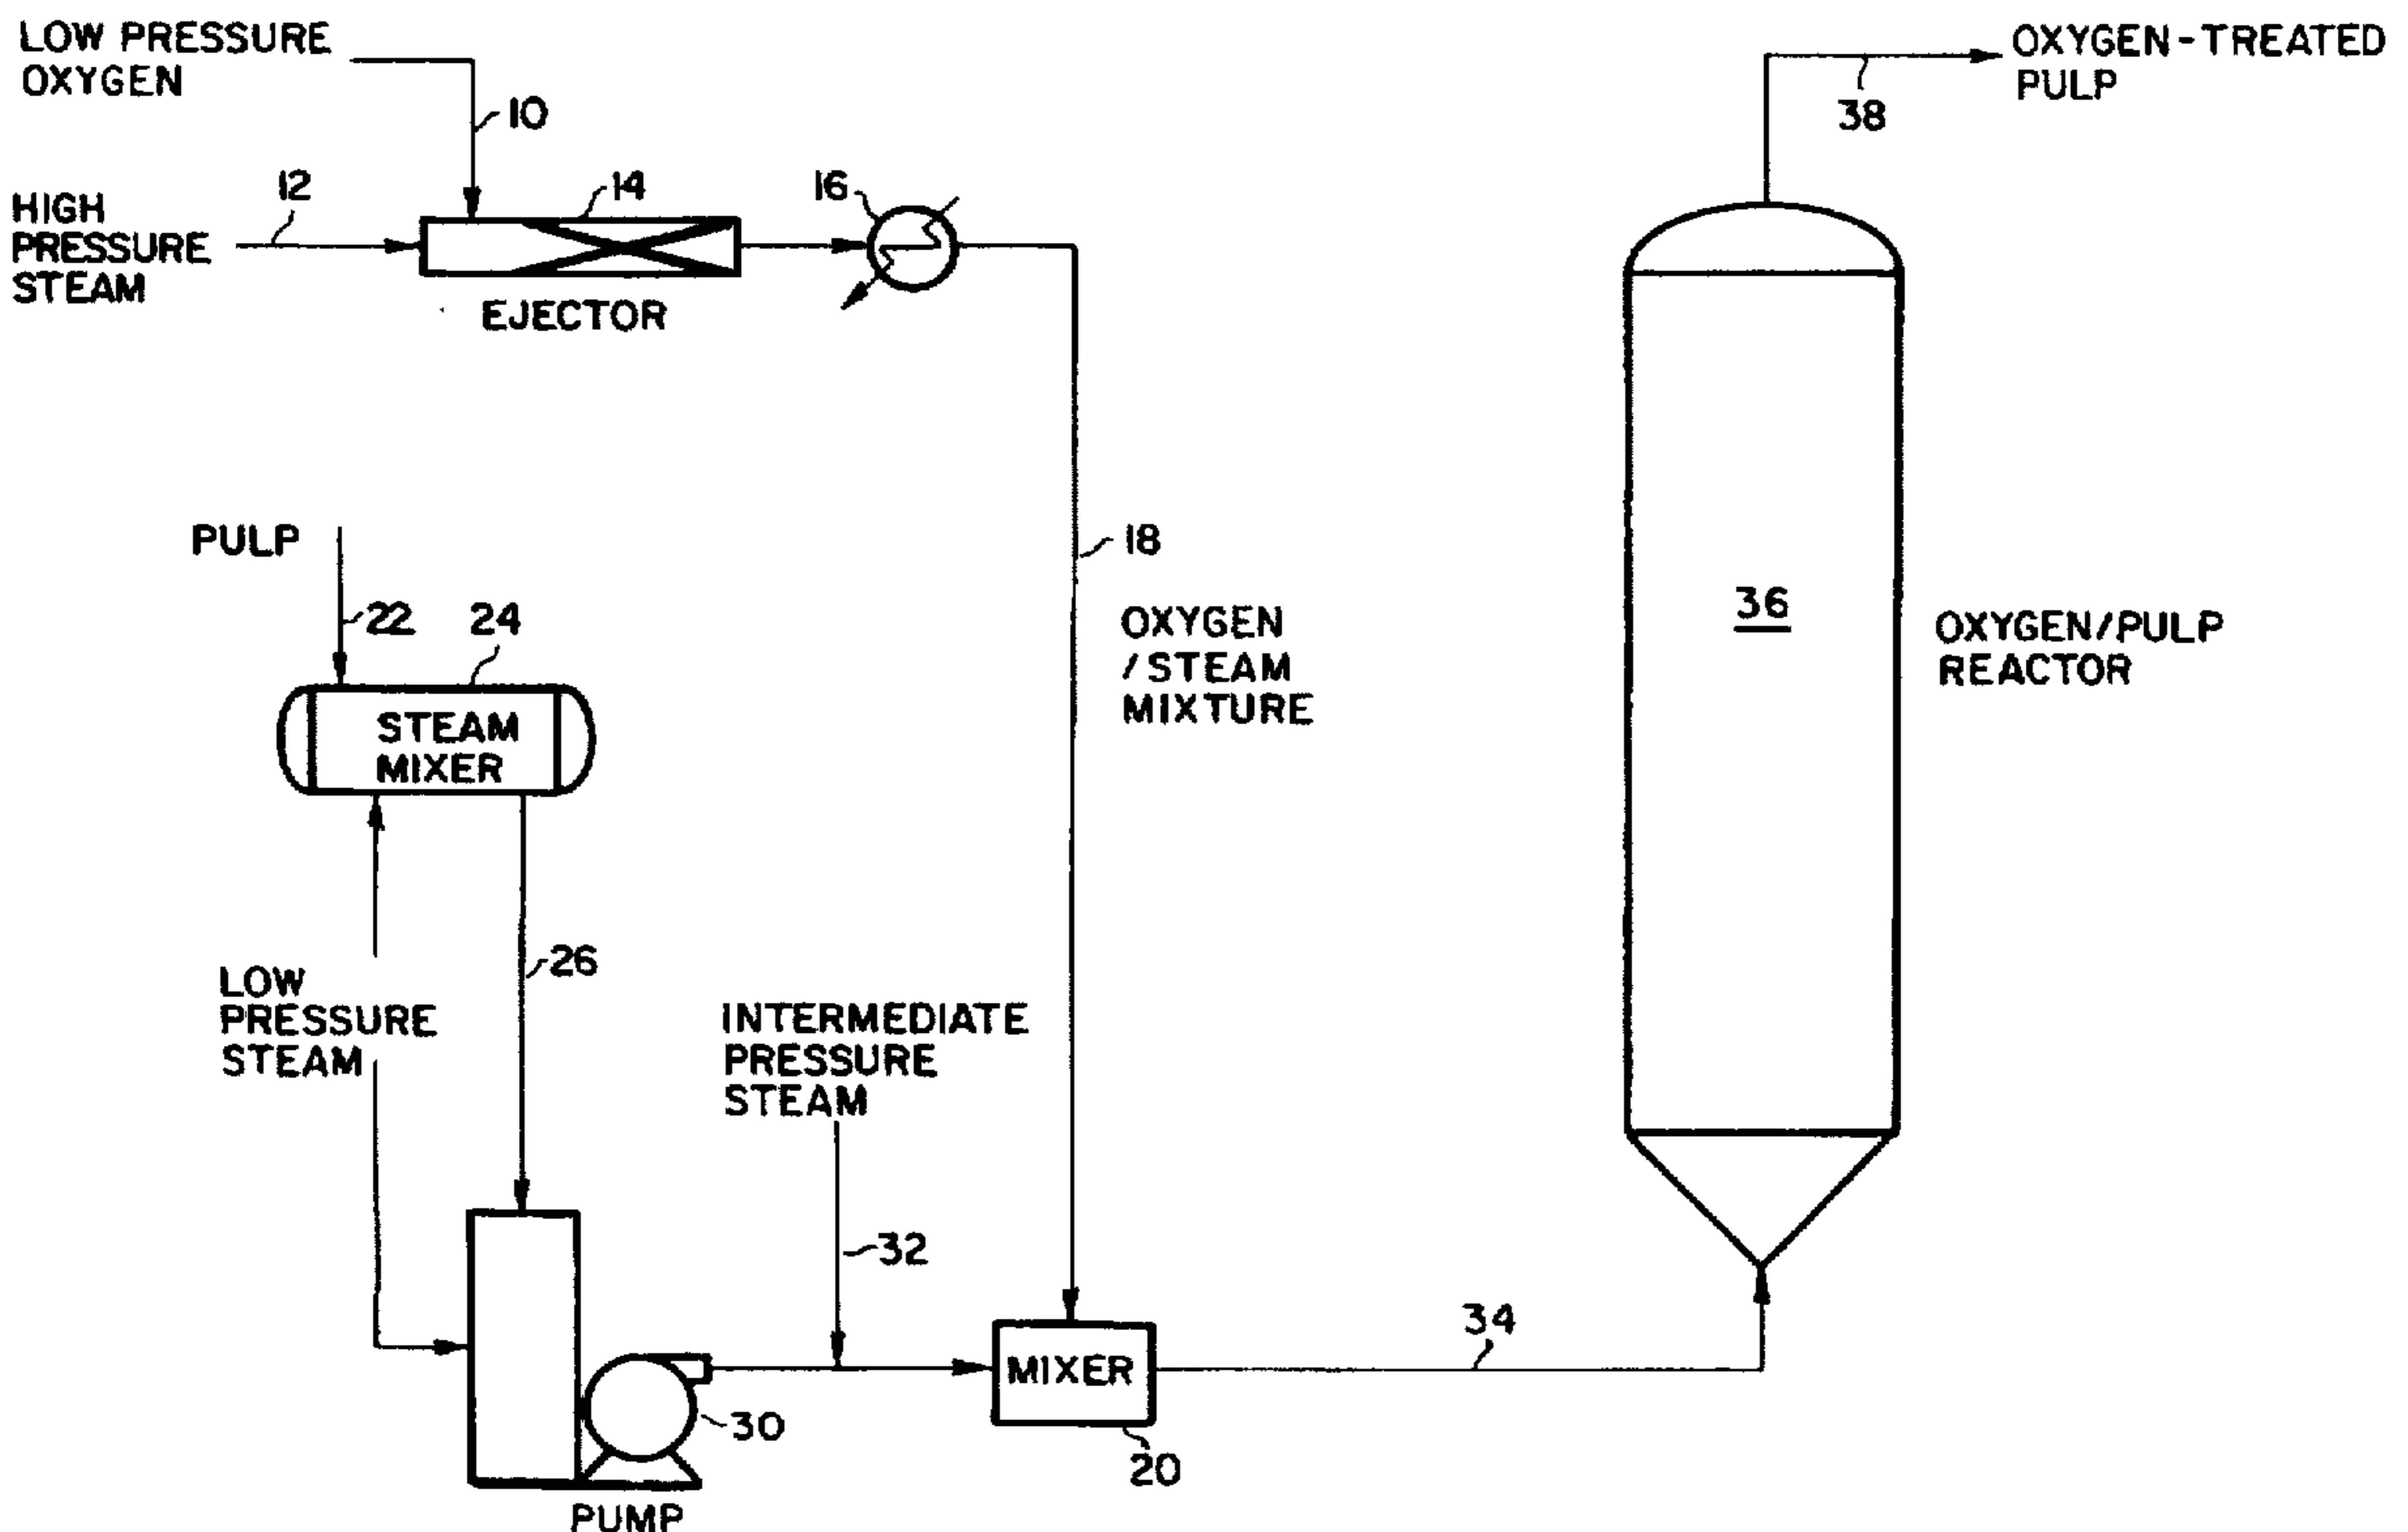 LOW PRESSURE
OXYGEN
10
12
HIGH
PRESSURE
STEAM
14
EJECTOR
16
OXYGEN-TREATED
PULP
38
PULP
22
24
STEAM
MIXER
18
OXYGEN
/STEAM
MIXTURE
36
OXYGEN/PULP
REACTOR
26
LOW
PRESSURE
STEAM
INTERMEDIATE
PRESSURE
STEAM
32
30
PUMP
MIXER
20
34